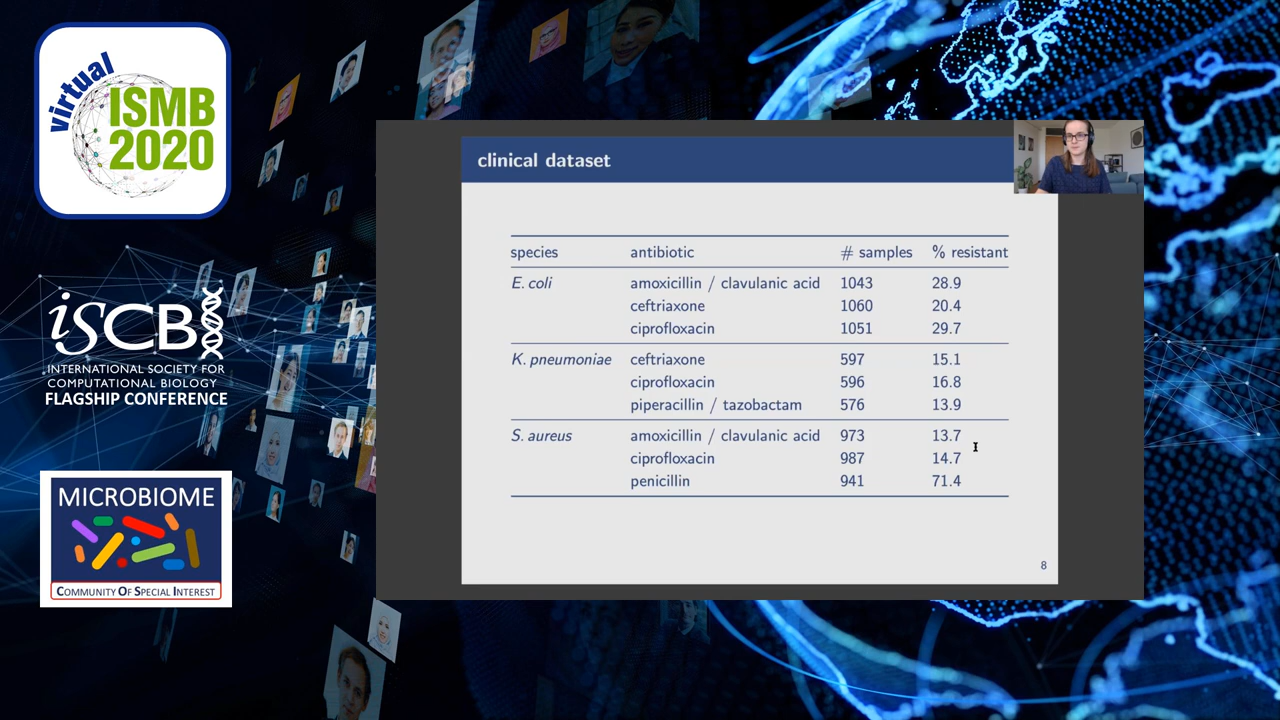 virtual
ISMB
2020
iSCB
INTERNATIONAL SOCIETY FOR
COMPUTATIONAL BIOLOGY
FLAGSHIP CONFERENCE
MICROBIOME
COMMUNITY OF SPECIAL INTEREST
clinical dataset
species antibiotic # samples % resistant
E. coli amoxicillin / clavulanic acid 1043 28.9
ceftriaxone 1060 20.4
ciprofloxacin 1051 29.7
K. pneumoniae ceftriaxone 597 15.1
ciprofloxacin 596 16.8
piperacillin / tazobactam 576 13.9
S. aureus amoxicillin / clavulanic acid 973 13.7
ciprofloxacin 987 14.7
penicillin 941 71.4
8